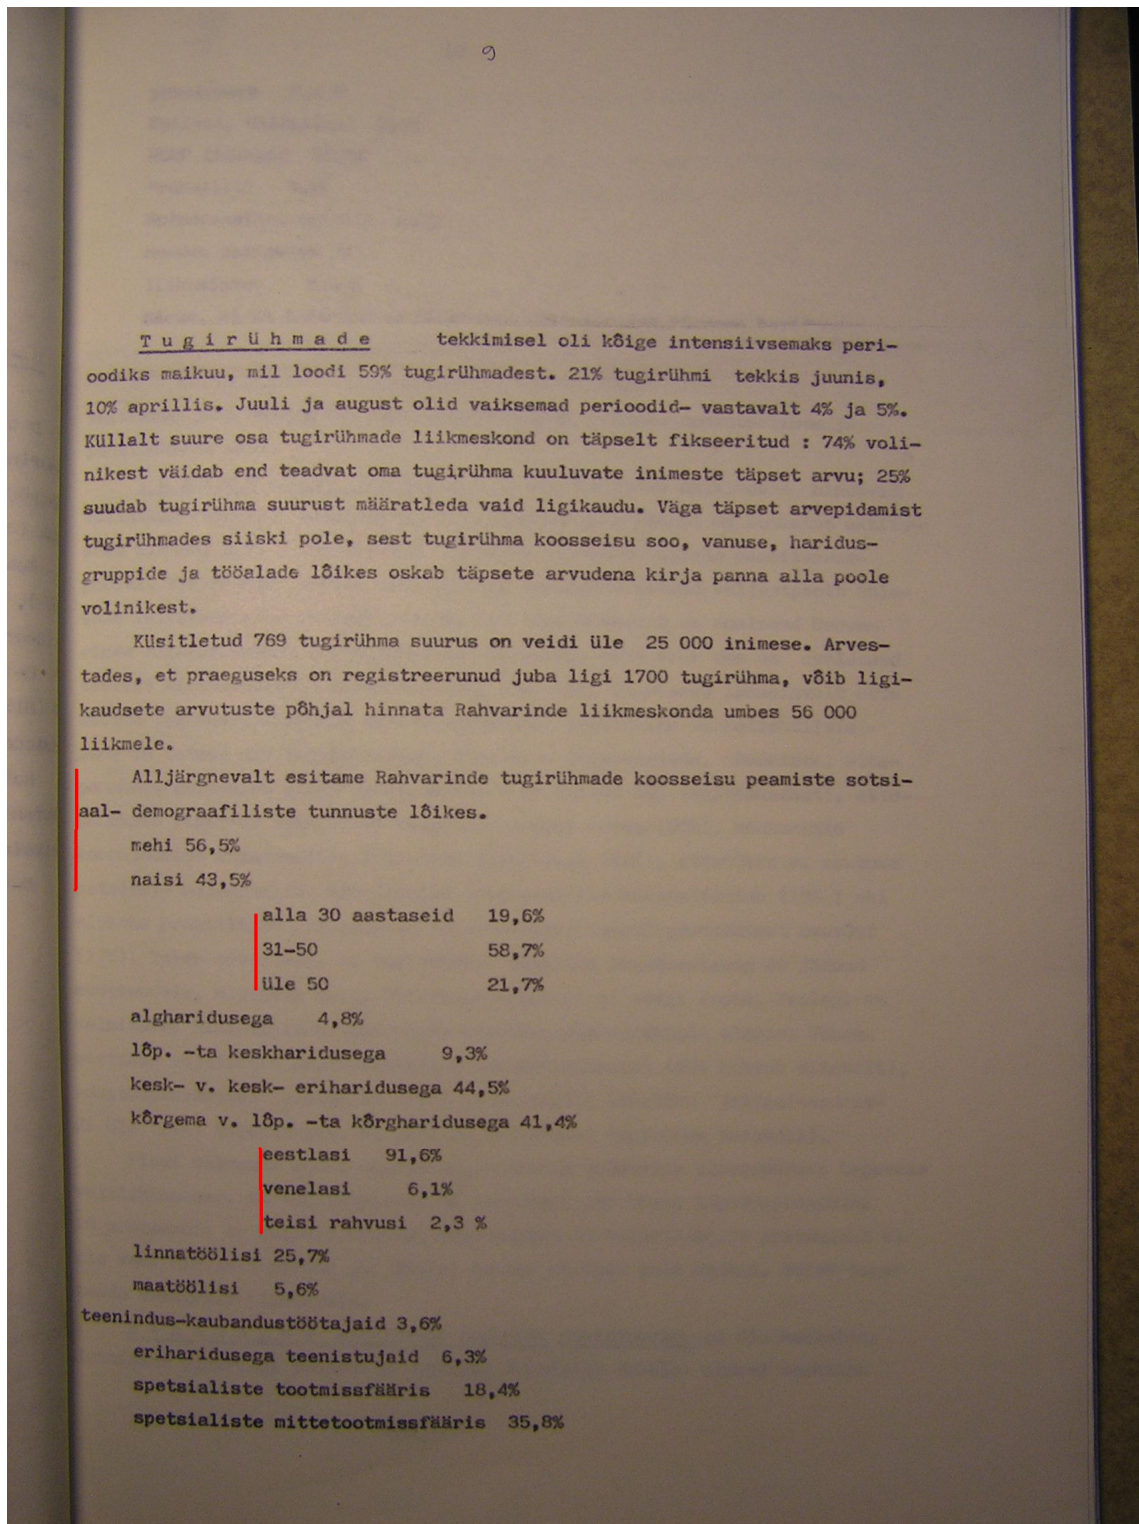 9
Tugirühmade tekkimisel oli kõige intensiivsemaks peri-
oodiks maikuu, mil loodi 59% tugirühmadest. 21% tugirühmi tekkis juunis,
10% aprillis. Juuli ja august olid vaiksemad perioodid- vastavalt 4% ja 5%.
Küllalt suure osa tugirühmade liikmeskond on täpselt fikseeritud : 74% voli-
nikest väidab end teadvat oma tugirühma kuuluvate inimeste täpset arvu; 25%
suudab tugirühma suurust määratleda vaid ligikaudu. Väga täpset arvepidamist
tugirühmades siiski pole, sest tugirühma koosseisu soo, vanuse, haridus-
gruppide ja tööalade lõikes oskab täpsete arvudena kirja panna alla poole
volinikest.
Küsitletud 769 tugirühma suurus on veidi üle 25 000 inimese. Arves-
tades, et praeguseks on registreerunud juba ligi 1700 tugirühma, võib ligi-
kaudsete arvutuste põhjal hinnata Rahvarinde liikmeskonda umbes 56 000
liikmele.
Alljärgnevalt esitame Rahvarinde tugirühmade koosseisu peamiste sotsi-
aal- demograafiliste tunnuste lõikes.
mehi 56,5%
naisi 43,5%
alla 30 aastaseid 19,6%
31-50 58,7%
üle 50 21,7%
algharidusega 4,8%
lõp. -ta keskharidusega 9,3%
kesk- v. kesk- eriharidusega 44,5%
kõrgema v. lõp. -ta kõrgharidusega 41,4%
eestlasi 91,6%
venelasi 6,1%
teisi rahvusi 2,3 %
linnatöölisi 25,7%
maatöölisi 5,6%
teenindus-kaubandustöötajaid 3,6%
eriharidusega teenistujaid 6,3%
spetsialiste tootmissfääris 18,4%
spetsialiste mittetootmissfääris 35,8%